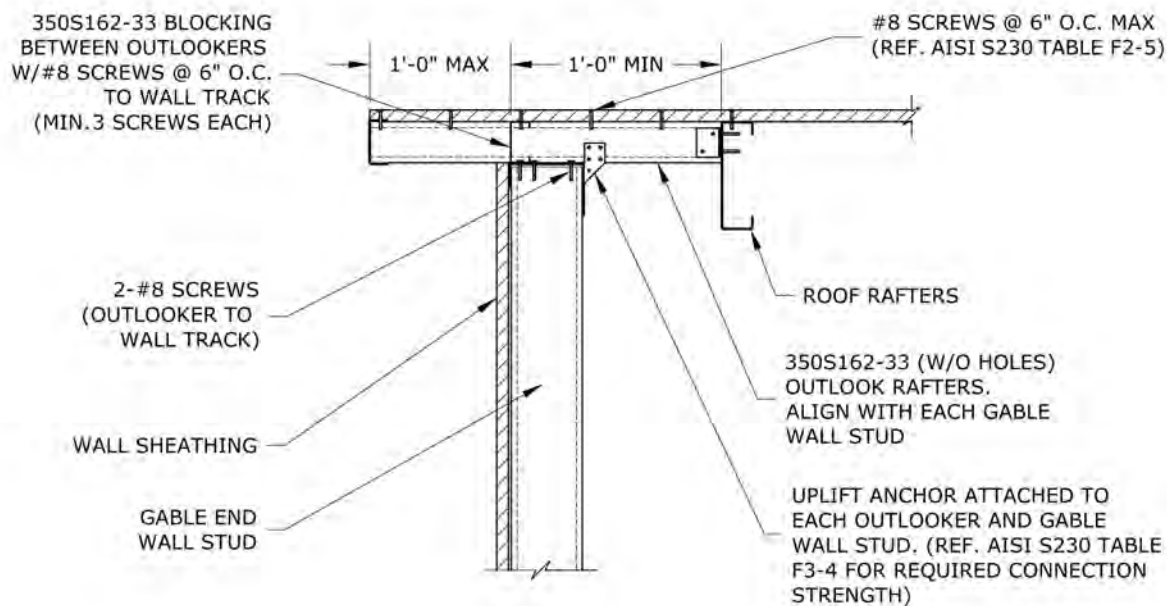 350S162-33 BLOCKING
BETWEEN OUTLOOKERS
W/#8 SCREWS @ 6" O.C.
TO WALL TRACK
(MIN.3 SCREWS EACH)
1'-0" MAX
1'-0" MIN
#8 SCREWS @ 6" O.C. MAX
(REF. AISI S230 TABLE F2-5)
2-#8 SCREWS
(OUTLOOKER TO
WALL TRACK)
WALL SHEATHING
GABLE END
WALL STUD
ROOF RAFTERS
350S162-33 (W/O HOLES)
OUTLOOK RAFTERS.
ALIGN WITH EACH GABLE
WALL STUD
UPLIFT ANCHOR ATTACHED TO
EACH OUTLOOKER AND GABLE
WALL STUD. (REF. AISI S230 TABLE
F3-4 FOR REQUIRED CONNECTION
STRENGTH)